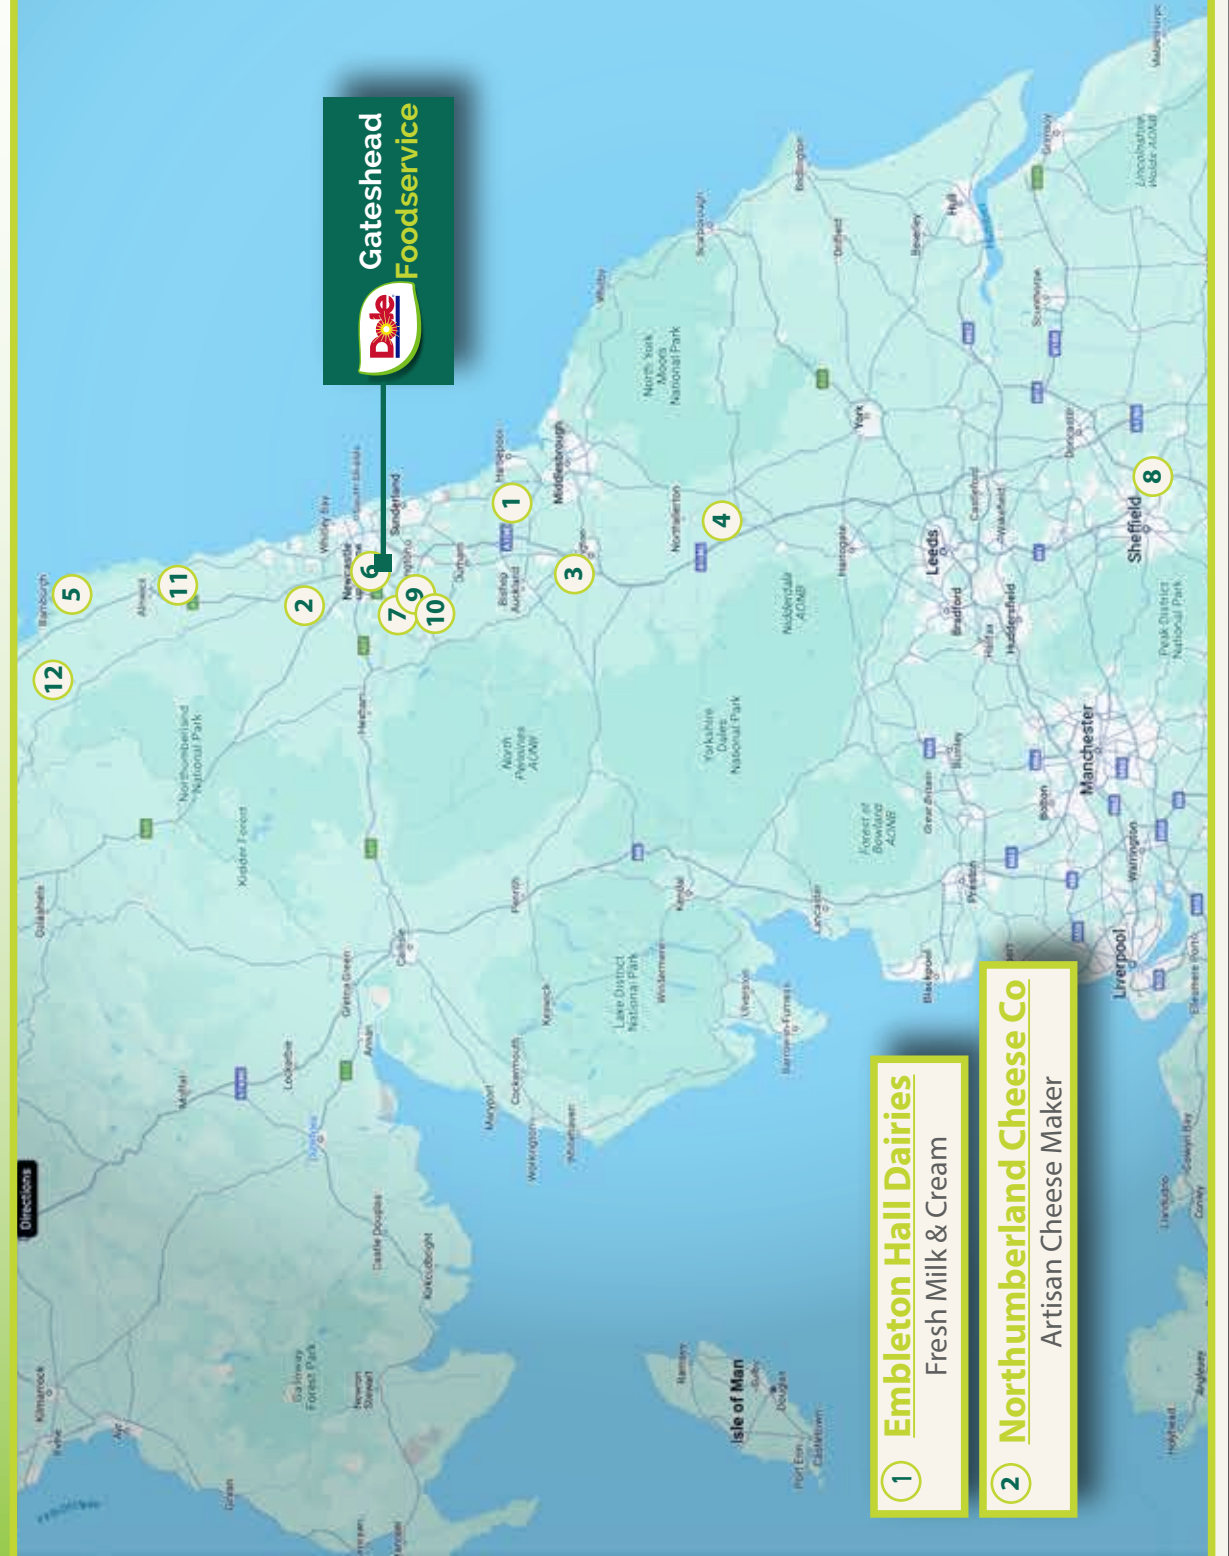 Directions
Dole
Gateshead
Foodservice
Kilmarnock
Irvine
Ayr
Girvan
Galloway
Forest Park
Newton
Stewart
Castle Douglas
Kirkcudbright
Dumfries
Moffat
Lockerbie
Annan
Gretna Green
Galashiels
Carlisle
Kielder Forest
Northumberland
National Park
12
Bamburgh
5
Alnwick
11
2
Hexham
Newcastle
Whitley Bay
South Shields
Sunderland
6
7
9
10
Durham
Bishop
Auckland
Hartlepool
1
Middlesbrough
3
North
Pennines
AONB
Penrith
Maryport
Cockermouth
Workington
Whitehaven
Keswick
Lake District
National Park
Windermere
Kendal
Ulverston
Barrow-in-Furness
Yorkshire
Dales
National Park
Northallerton
4
North York
Moors
National Park
Whitby
Scarborough
Bridlington
Driffield
Beverley
Hull
York
Harrogate
Nidderdale
AONB
Forest of
Bowland
AONB
Lancaster
Blackpool
Preston
Great Britain
Burnley
Leeds
Bradford
Halifax
Huddersfield
Castleford
Wakefield
Scunthorpe
Grimsby
Humber
Doncaster
8
Sheffield
Peak District
National Park
Manchester
Bolton
Warrington
Liverpool
Ellesmere Port
Lincolnshire
Wolds AONB
Mablethorpe
Isle of Man
Ramsey
Douglas
Port Erin
Castletown
Holyhead
Anglesey
Llandudno
Conwy
Colwyn Bay
1 Embleton Hall Dairies
Fresh Milk & Cream
2 Northumberland Cheese Co
Artisan Cheese Maker